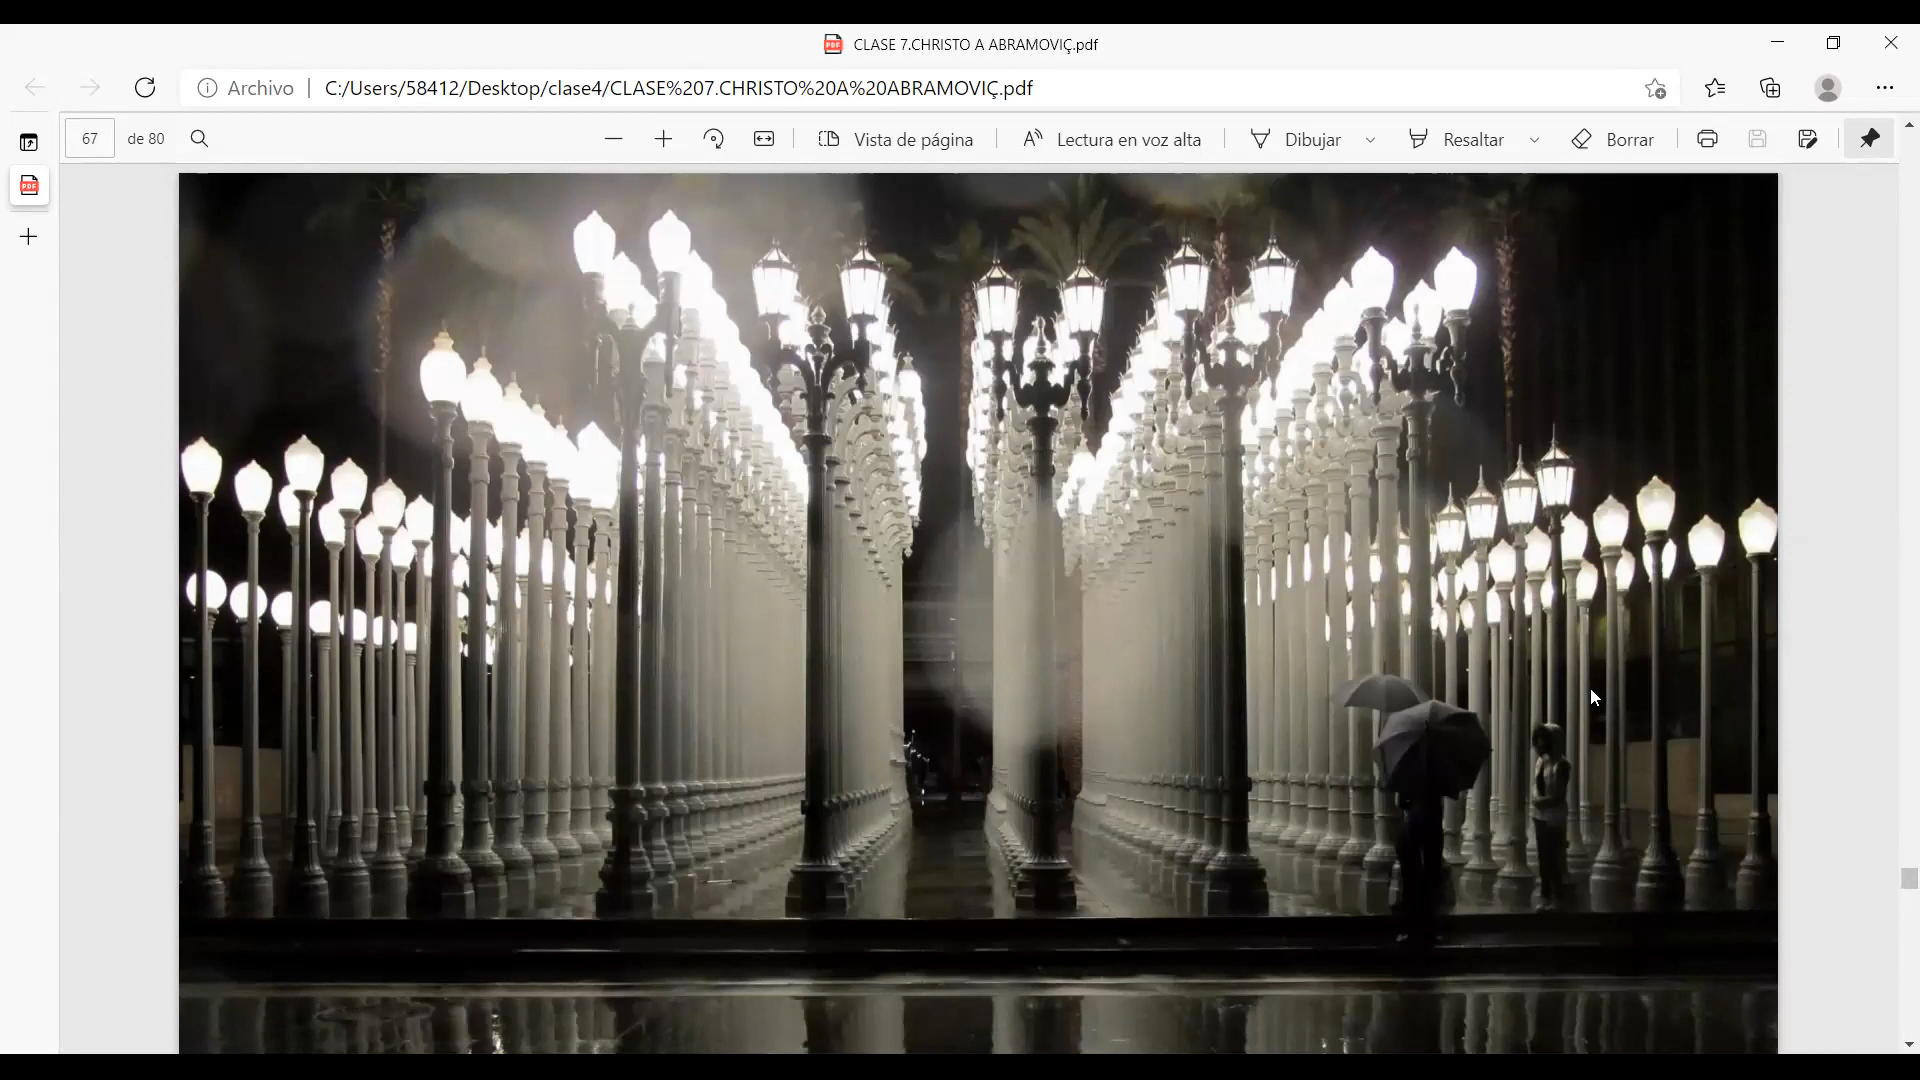 CLASE 7.CHRISTO A ABRAMOVIÇ.pdf
Archivo C:/Users/58412/Desktop/clase4/CLASE%207.CHRISTO%20A%20ABRAMOVIÇ.pdf
67 de 80 Vista de página Lectura en voz alta Dibujar Resaltar Borrar